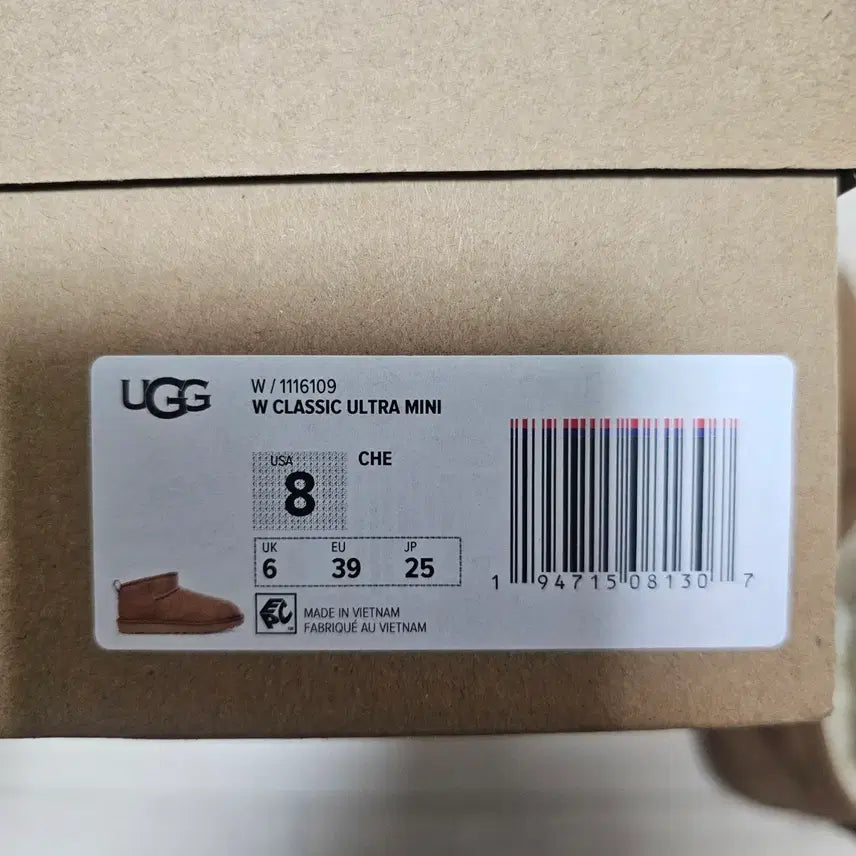 UGG
W / 1116109
W CLASSIC ULTRA MINI
USA
8
CHE
UK EU JP
6 39 25
EPC
MADE IN VIETNAM
FABRIQUÉ AU VIETNAM
1 94715 08130 7